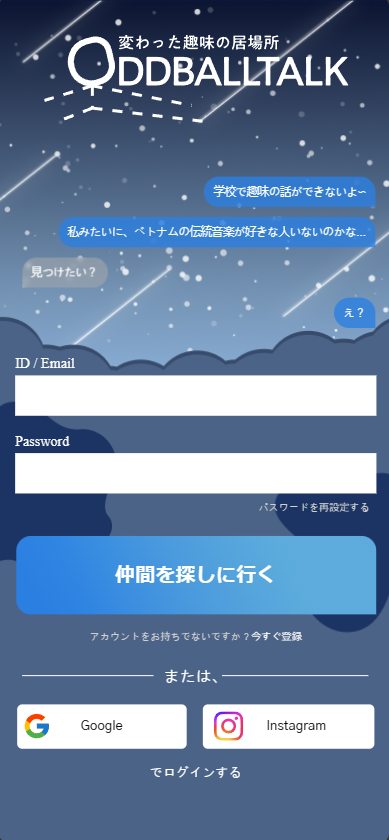 変わった趣味の居場所
ODDBALLTALK
学校で趣味の話ができないよ~
私みたいに、ベトナムの伝統音楽が好きな人いないのかな...
見つけたい？
え？
ID / Email
Password
パスワードを再設定する
仲間を探しに行く
アカウントをお持ちでないですか？今すぐ登録
または、
Google
Instagram
でログインする